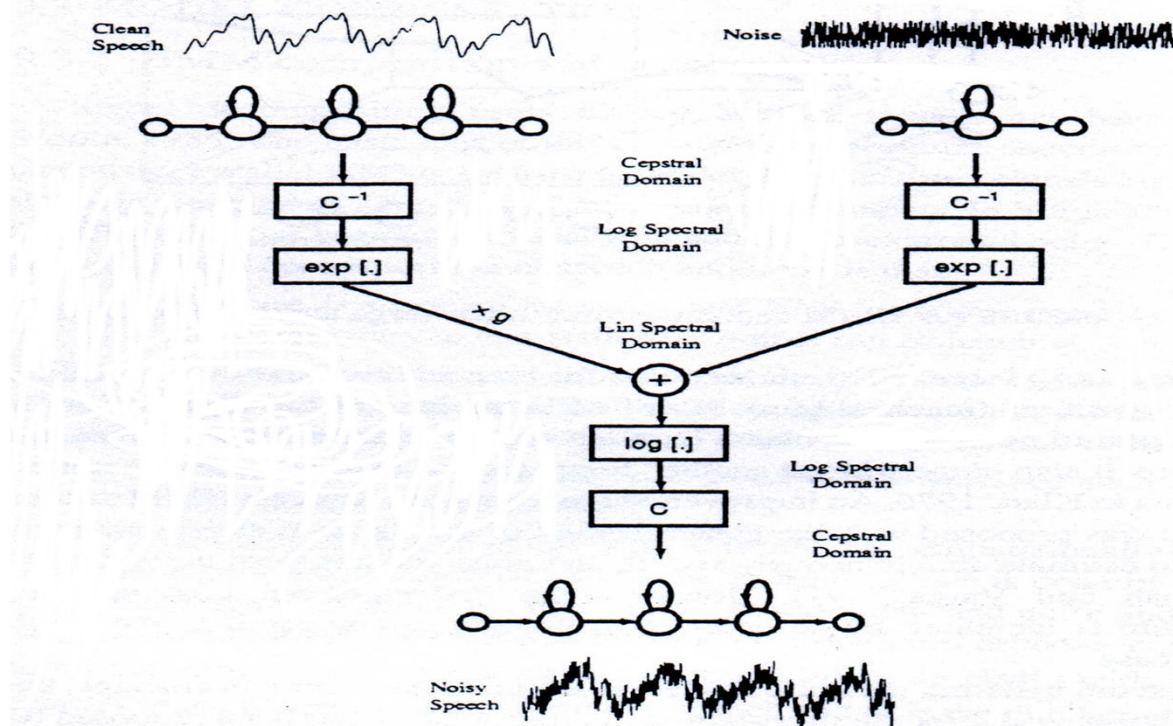 Clean
Speech
Noise
Cepstral
Domain
C⁻¹
C⁻¹
Log Spectral
Domain
exp [.]
exp [.]
x g
Lin Spectral
Domain
+
log [.]
Log Spectral
Domain
C
Cepstral
Domain
Noisy
Speech